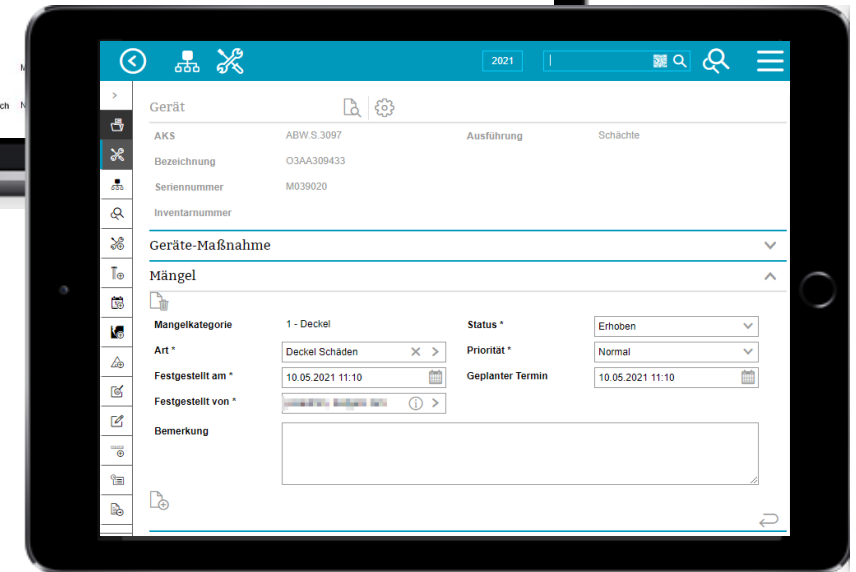 M
ch N
2021
Gerät
AKS ABW.S.3097 Ausführung Schächte
Bezeichnung O3AA309433
Seriennummer M039020
Inventarnummer
Geräte-Maßnahme
Mängel
Mangelkategorie 1 - Deckel Status * Erhoben
Art * Deckel Schäden Priorität * Normal
Festgestellt am * 10.05.2021 11:10 Geplanter Termin 10.05.2021 11:10
Festgestellt von *
Bemerkung